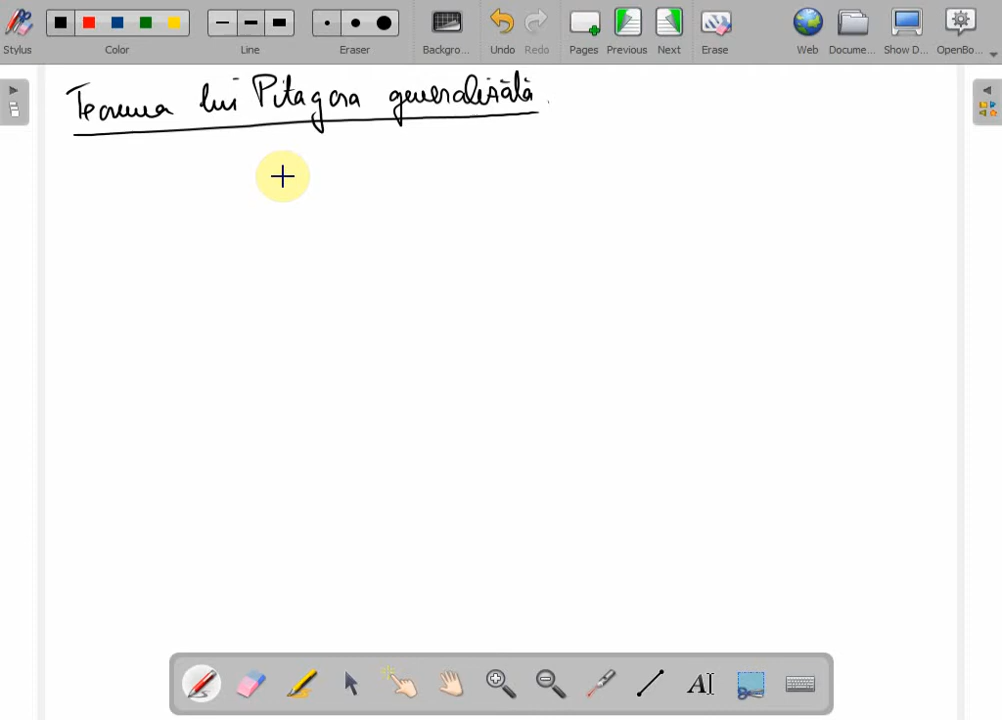 Stylus Color Line Eraser Backgro... Undo Redo Pages Previous Next Erase Web Docume... Show D... OpenBo...
Teorema lui Pitagora generalizată.
AI